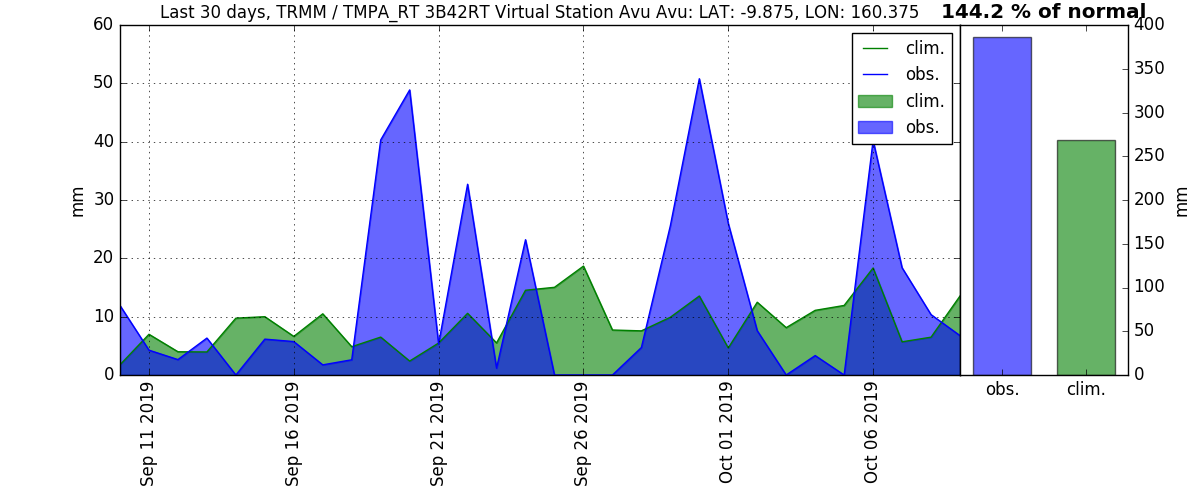 Last 30 days, TRMM / TMPA_RT 3B42RT Virtual Station Avu Avu: LAT: -9.875, LON: 160.375
144.2 % of normal
60
50
40
30
20
10
0
mm
clim.
obs.
clim.
obs.
Sep 11 2019
Sep 16 2019
Sep 21 2019
Sep 26 2019
Oct 01 2019
Oct 06 2019
400
350
300
250
200
150
100
50
0
mm
obs.
clim.